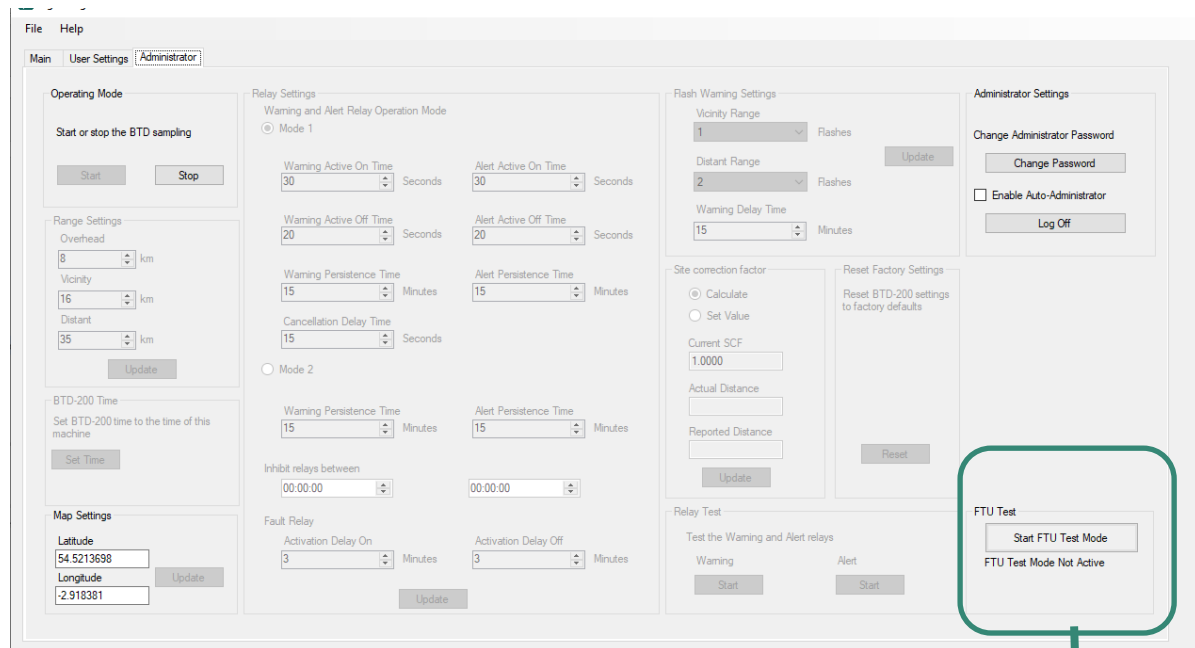 File Help
Main User Settings Administrator
Operating Mode
Start or stop the BTD sampling
Start Stop
Range Settings
Overhead
8 km
Vicinity
16 km
Distant
35 km
Update
BTD-200 Time
Set BTD-200 time to the time of this
machine
Set Time
Map Settings
Latitude
54.5213698
Longitude
Update
-2.918381
Relay Settings
Warning and Alert Relay Operation Mode
Mode 1
Warning Active On Time Alert Active On Time
30 Seconds 30 Seconds
Warning Active Off Time Alert Active Off Time
20 Seconds 20 Seconds
Warning Persistence Time Alert Persistence Time
15 Minutes 15 Minutes
Cancellation Delay Time
15 Seconds
Mode 2
Warning Persistence Time Alert Persistence Time
15 Minutes 15 Minutes
Inhibit relays between
00:00:00 00:00:00
Fault Relay
Activation Delay On Activation Delay Off
3 Minutes 3 Minutes
Update
Flash Warning Settings
Vicinity Range
1 Flashes
Update
Distant Range
2 Flashes
Warning Delay Time
15 Minutes
Site correction factor
Calculate
Set Value
Current SCF
1.0000
Actual Distance
Reported Distance
Update
Reset Factory Settings
Reset BTD-200 settings
to factory defaults
Reset
Relay Test
Test the Warning and Alert relays
Warning Alert
Start Start
Administrator Settings
Change Administrator Password
Change Password
Enable Auto-Administrator
Log Off
FTU Test
Start FTU Test Mode
FTU Test Mode Not Active